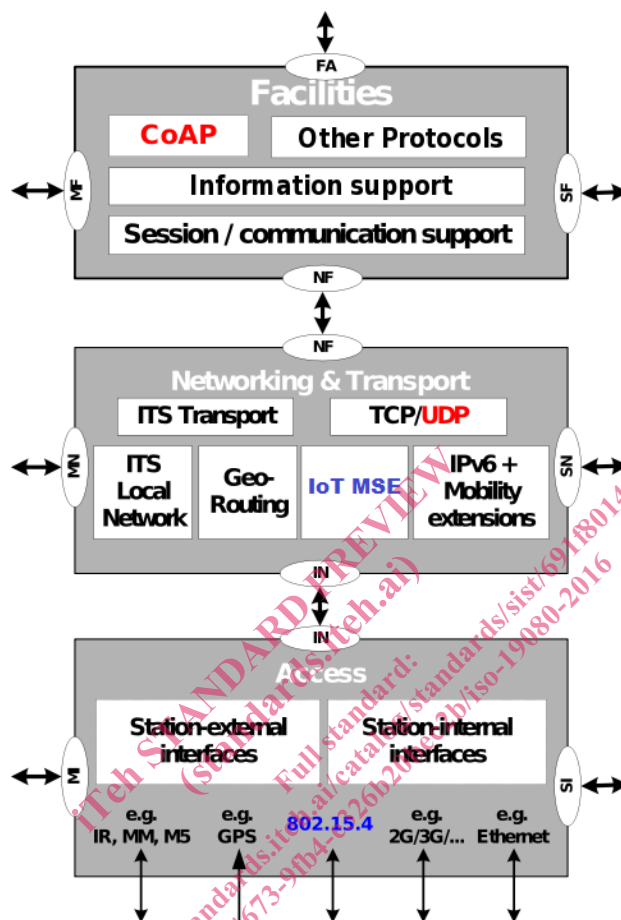 FA
Facilities
CoAP
Other Protocols
MF
Information support
SF
Session / communication support
NF
NF
Networking & Transport
ITS Transport
TCP/UDP
MN
ITS
Local
Network
Geo-
Routing
IoT MSE
IPv6 +
Mobility
extensions
SN
IN
IN
Access
Station-external
interfaces
Station-internal
interfaces
MI
SI
e.g.
IR, MM, M5
e.g.
GPS
802.15.4
e.g.
2G/3G/...
e.g.
Ethernet
iTeh STANDARD PREVIEW
(standards.iteh.ai)
Full standard: